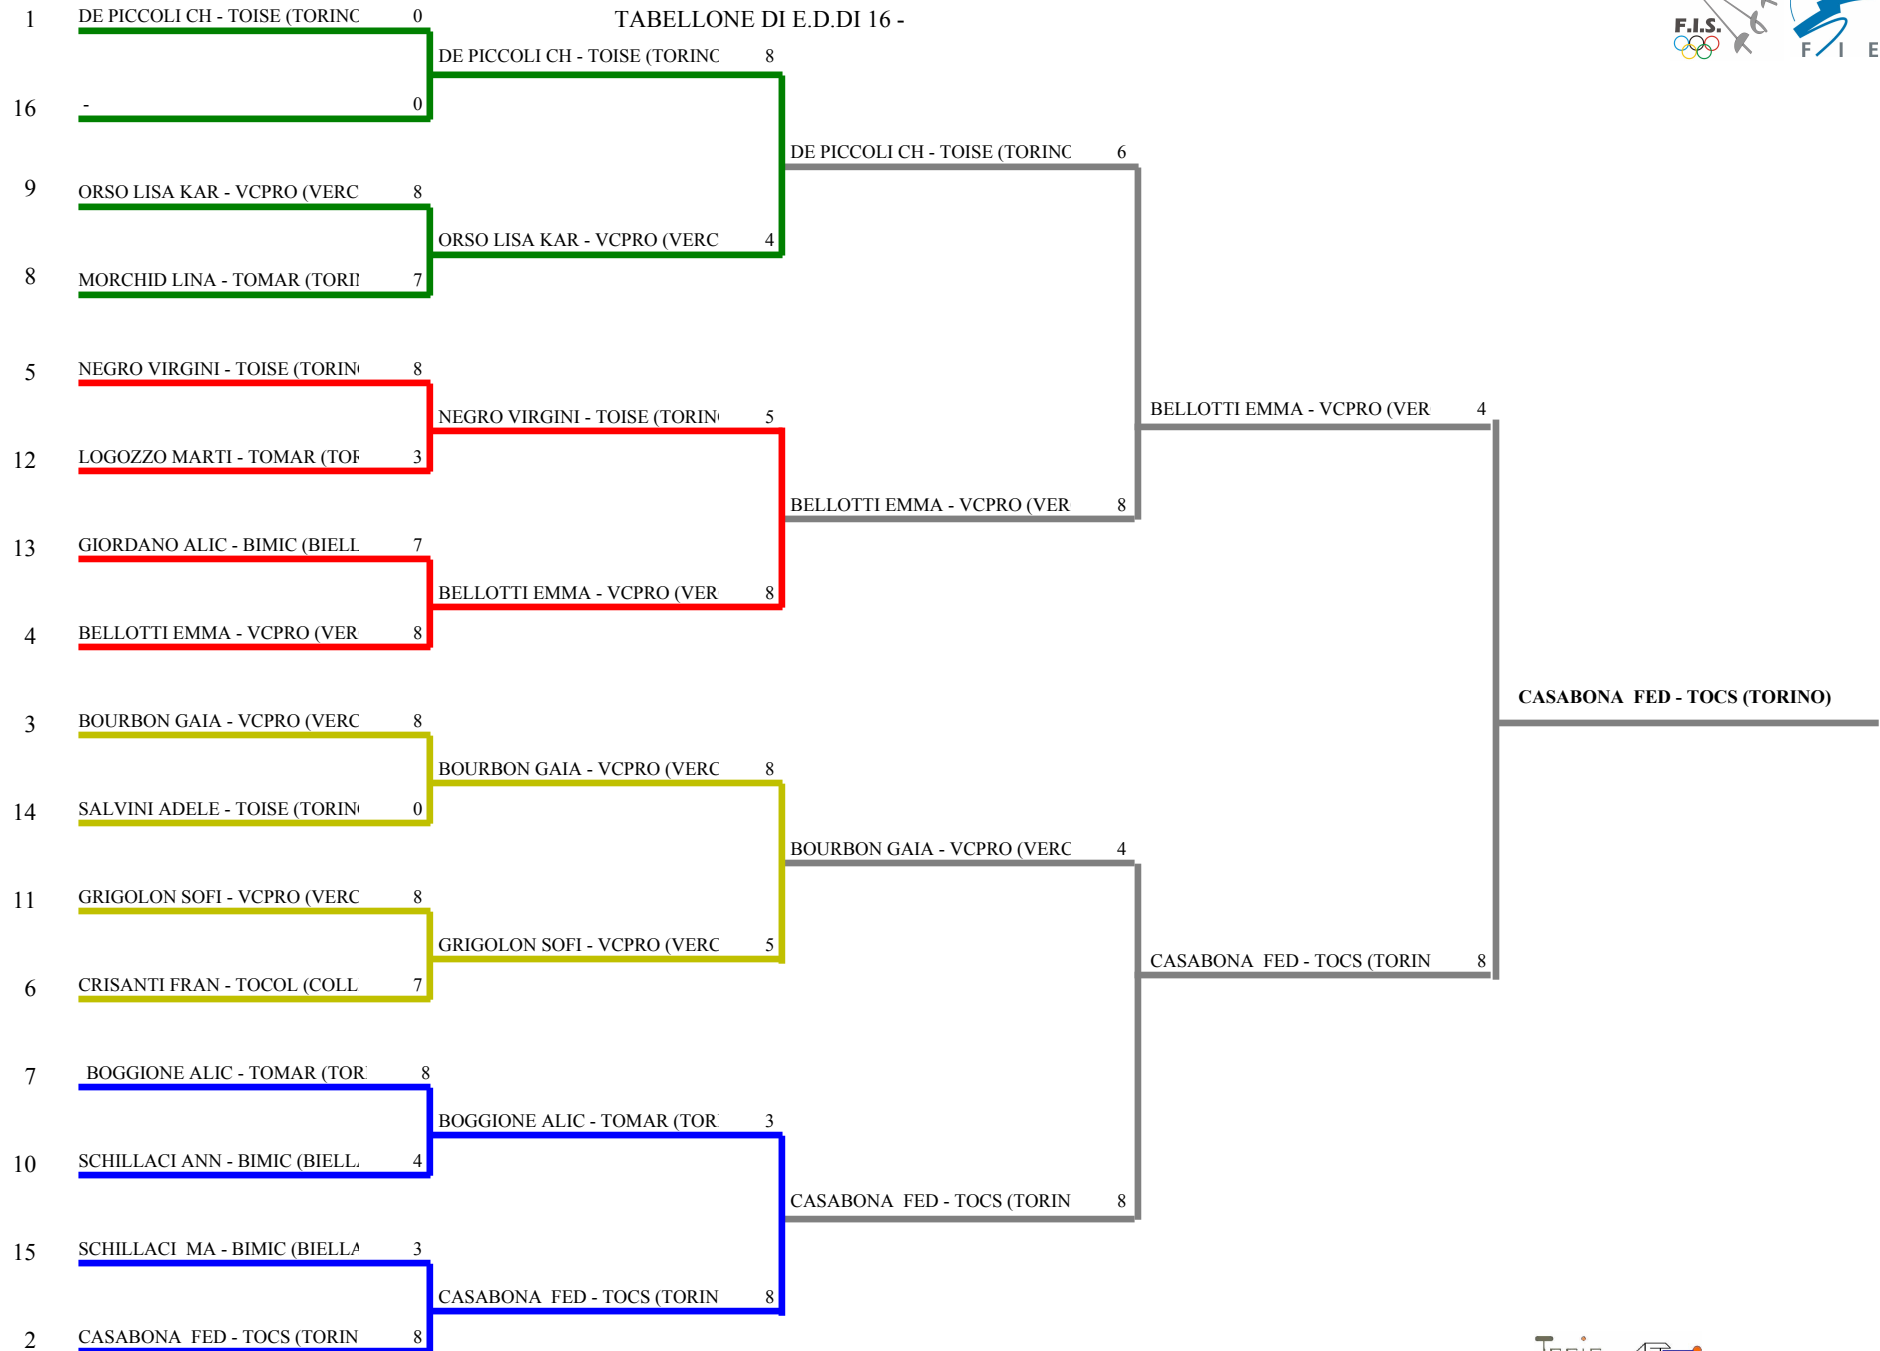 TABELLONE DI E.D.DI 16 -
F.I.S.
F I E
1 DE PICCOLI CH - TOISE (TORINO 0
DE PICCOLI CH - TOISE (TORINO 8
16 - 0
DE PICCOLI CH - TOISE (TORINO 6
9 ORSO LISA KAR - VCPRO (VERC 8
ORSO LISA KAR - VCPRO (VERC 4
8 MORCHID LINA - TOMAR (TORI 7
5 NEGRO VIRGINI - TOISE (TORIN 8
BELLOTTI EMMA - VCPRO (VER 4
NEGRO VIRGINI - TOISE (TORIN 5
12 LOGOZZO MARTI - TOMAR (TOR 3
BELLOTTI EMMA - VCPRO (VER 8
13 GIORDANO ALIC - BIMIC (BIELL 7
BELLOTTI EMMA - VCPRO (VER 8
4 BELLOTTI EMMA - VCPRO (VER 8
CASABONA FED - TOCS (TORINO)
3 BOURBON GAIA - VCPRO (VERC 8
BOURBON GAIA - VCPRO (VERC 8
14 SALVINI ADELE - TOISE (TORIN 0
BOURBON GAIA - VCPRO (VERC 4
11 GRIGOLON SOFI - VCPRO (VERC 8
GRIGOLON SOFI - VCPRO (VERC 5
CASABONA FED - TOCS (TORIN 8
6 CRISANTI FRAN - TOCOL (COLL 7
7 BOGGIONE ALIC - TOMAR (TOR 8
BOGGIONE ALIC - TOMAR (TOR 3
10 SCHILLACI ANN - BIMIC (BIELL 4
CASABONA FED - TOCS (TORIN 8
15 SCHILLACI MA - BIMIC (BIELLA 3
CASABONA FED - TOCS (TORIN 8
2 CASABONA FED - TOCS (TORIN 8